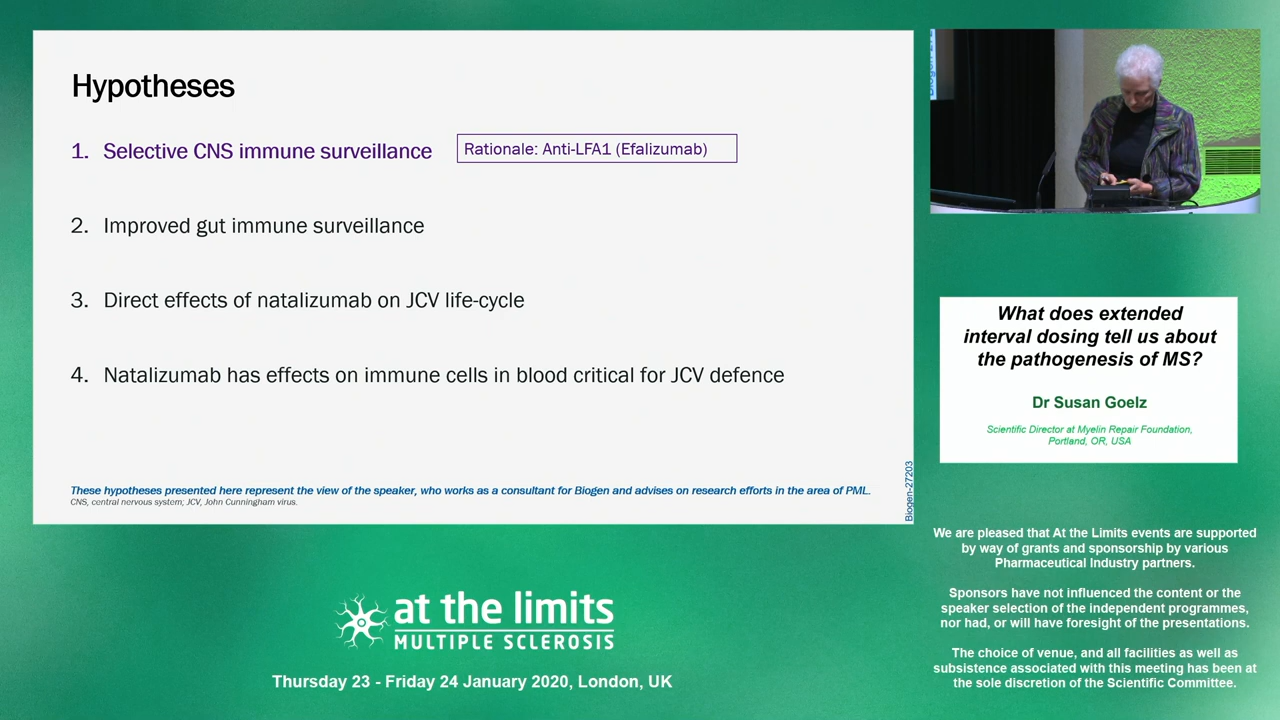 Hypotheses
1. Selective CNS immune surveillance
Rationale: Anti-LFA1 (Efalizumab)
2. Improved gut immune surveillance
3. Direct effects of natalizumab on JCV life-cycle
4. Natalizumab has effects on immune cells in blood critical for JCV defence
These hypotheses presented here represent the view of the speaker, who works as a consultant for Biogen and advises on research efforts in the area of PML.
CNS, central nervous system; JCV, John Cunningham virus.
Biogen-27203
What does extended
interval dosing tell us about
the pathogenesis of MS?
Dr Susan Goelz
Scientific Director at Myelin Repair Foundation,
Portland, OR, USA
We are pleased that At the Limits events are supported
by way of grants and sponsorship by various
Pharmaceutical Industry partners.
Sponsors have not influenced the content or the
speaker selection of the independent programmes,
nor had, or will have foresight of the presentations.
The choice of venue, and all facilities as well as
subsistence associated with this meeting has been at
the sole discretion of the Scientific Committee.
at the limits
MULTIPLE SCLEROSIS
Thursday 23 - Friday 24 January 2020, London, UK